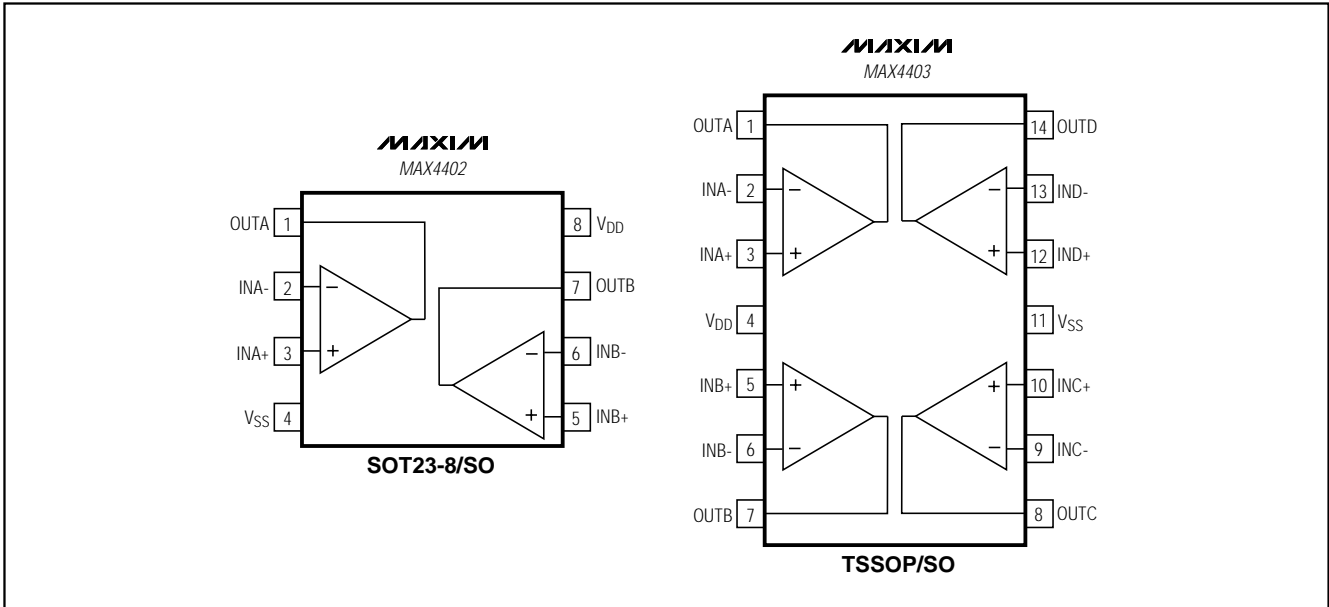 MAXIM
MAX4402
OUTA 1
8 VDD
INA- 2
7 OUTB
INA+ 3
6 INB-
VSS 4
5 INB+
− +
− +
SOT23-8/SO
MAXIM
MAX4403
OUTA 1
14 OUTD
INA- 2
13 IND-
INA+ 3
12 IND+
VDD 4
11 VSS
INB+ 5
10 INC+
INB- 6
9 INC-
OUTB 7
8 OUTC
− +
− +
+ −
+ −
TSSOP/SO